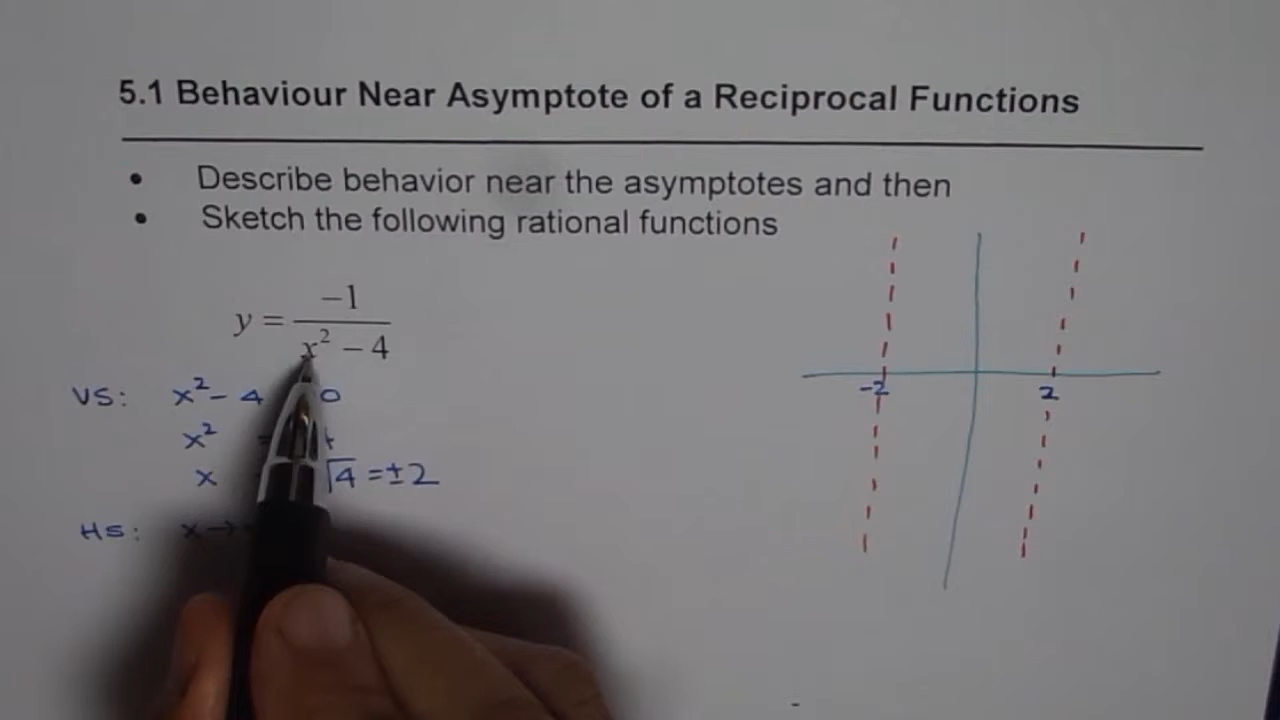 5.1 Behaviour Near Asymptote of a Reciprocal Functions
• Describe behavior near the asymptotes and then
• Sketch the following rational functions
y = -1 / (x² - 4)
VS: x² - 4 0
x² =
x √4 = ±2
HS: x →
-2 2